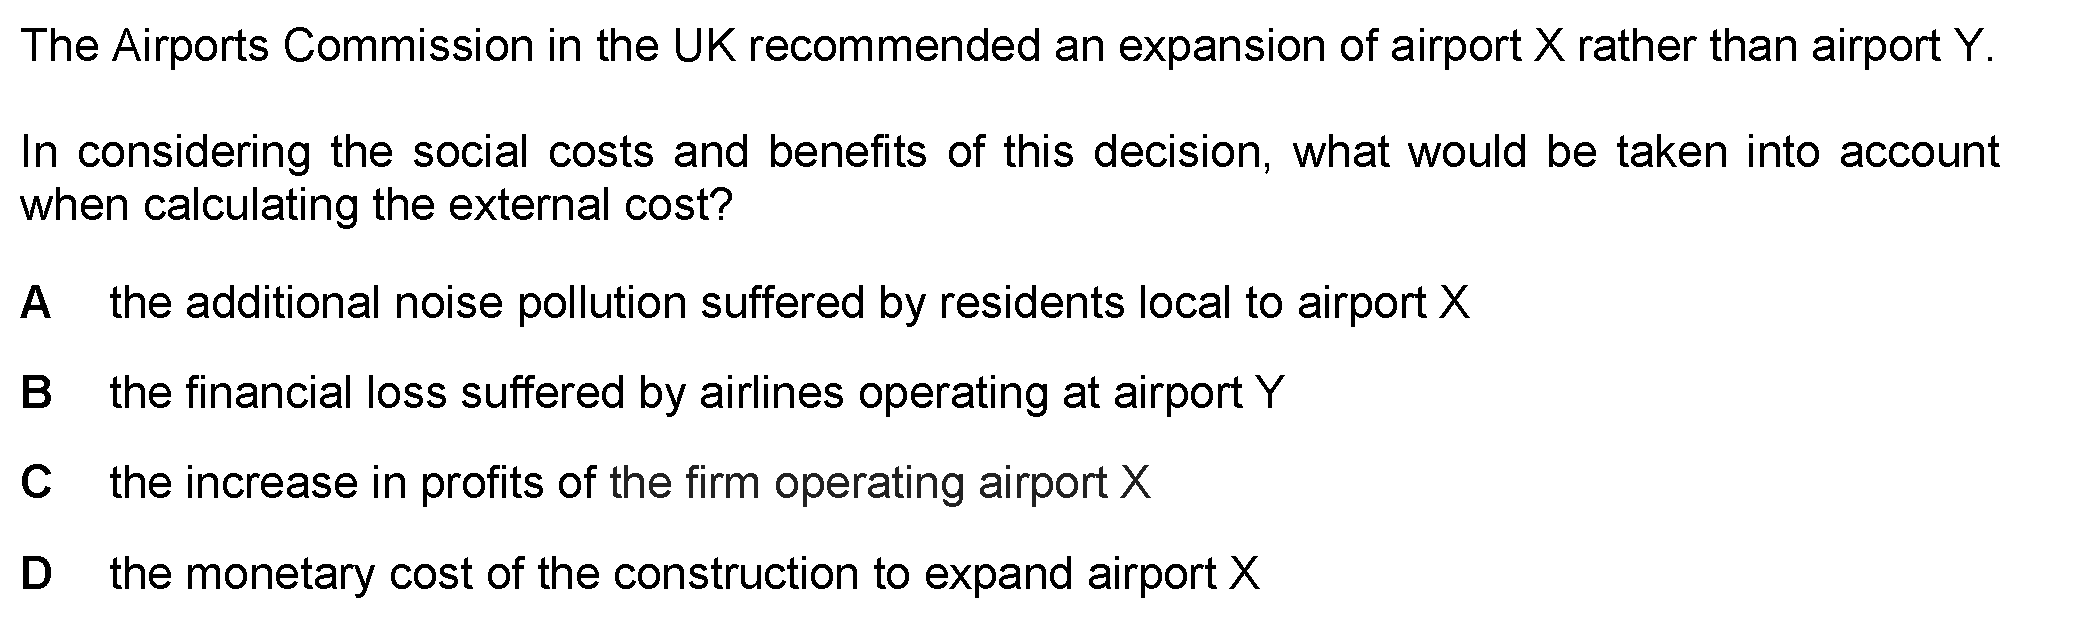 The Airports Commission in the UK recommended an expansion of airport X rather than airport Y.
In considering the social costs and benefits of this decision, what would be taken into account
when calculating the external cost?
A the additional noise pollution suffered by residents local to airport X
B the financial loss suffered by airlines operating at airport Y
C the increase in profits of the firm operating airport X
D the monetary cost of the construction to expand airport X